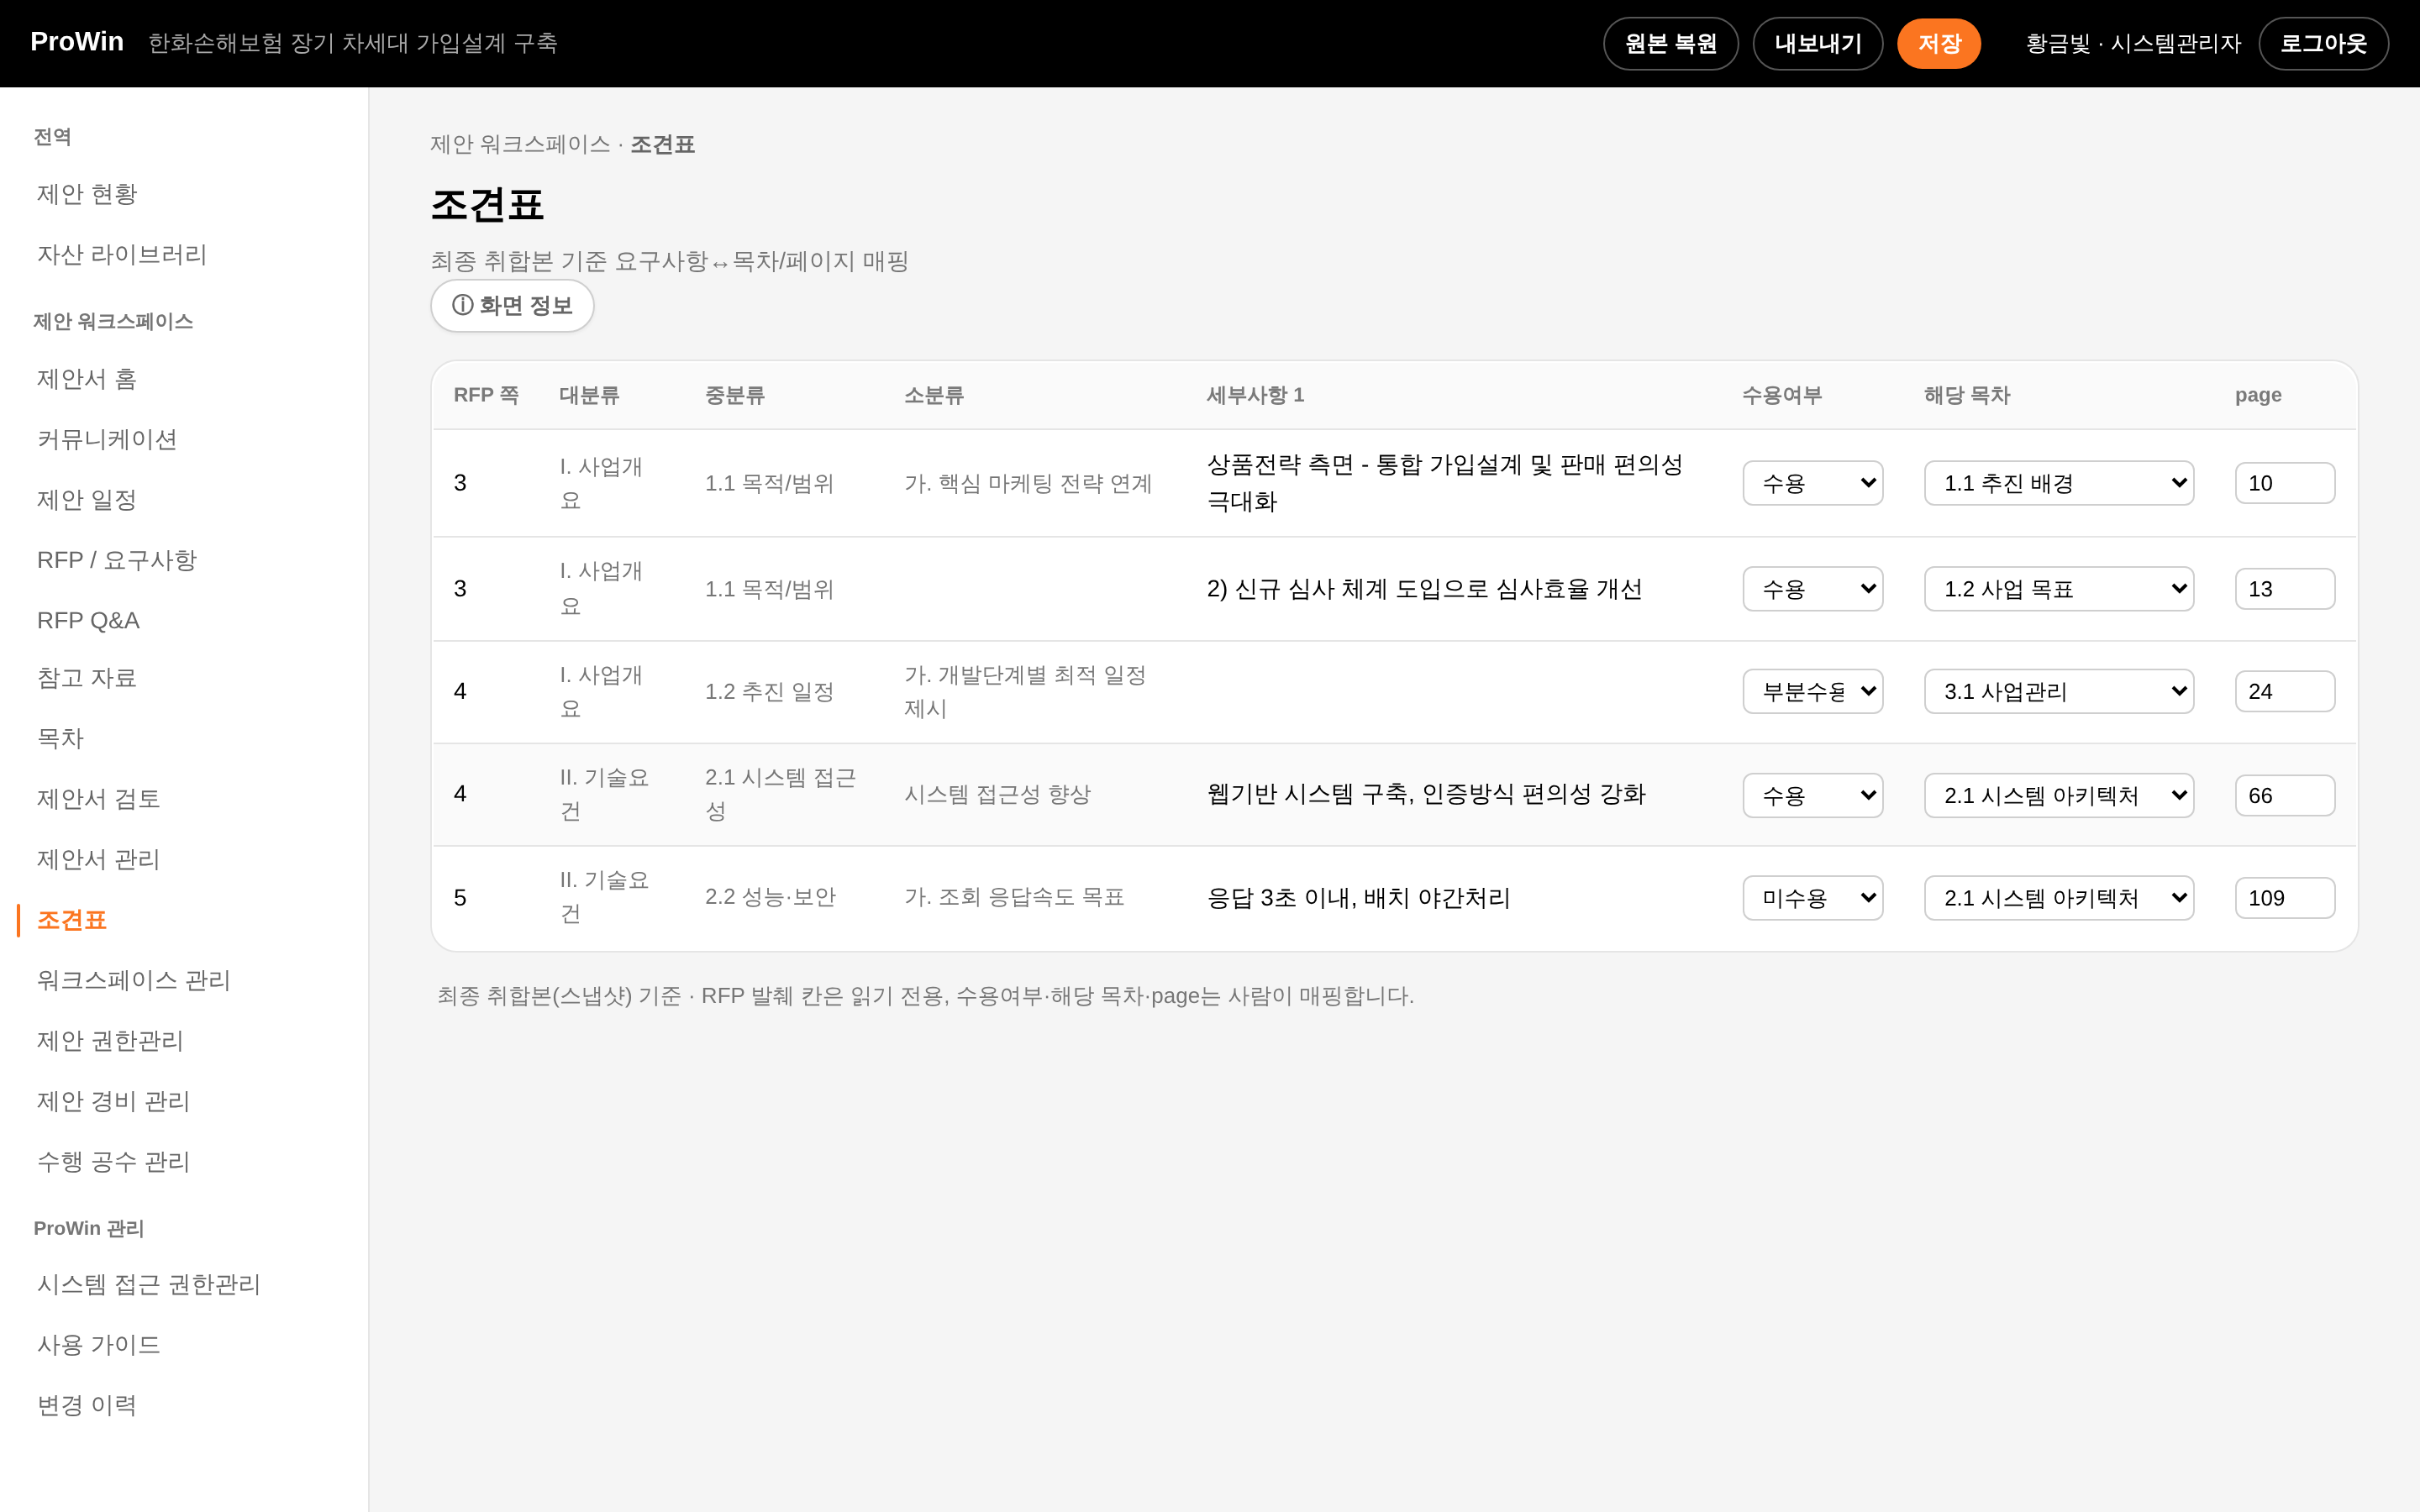 ProWin 한화손해보험 장기 차세대 가입설계 구축 원본 복원 내보내기 저장 황금빛 · 시스템관리자 로그아웃
전역
제안 현황
자산 라이브러리
제안 워크스페이스
제안서 홈
커뮤니케이션
제안 일정
RFP / 요구사항
RFP Q&A
참고 자료
목차
제안서 검토
제안서 관리
조견표
워크스페이스 관리
제안 권한관리
제안 경비 관리
수행 공수 관리
ProWin 관리
시스템 접근 권한관리
사용 가이드
변경 이력
제안 워크스페이스 · 조견표
조견표
최종 취합본 기준 요구사항↔목차/페이지 매핑
ⓘ 화면 정보
RFP 쪽 대분류 중분류 소분류 세부사항 1 수용여부 해당 목차 page
3 I. 사업개요 1.1 목적/범위 가. 핵심 마케팅 전략 연계 상품전략 측면 - 통합 가입설계 및 판매 편의성 극대화 수용 1.1 추진 배경 10
3 I. 사업개요 1.1 목적/범위 2) 신규 심사 체계 도입으로 심사효율 개선 수용 1.2 사업 목표 13
4 I. 사업개요 1.2 추진 일정 가. 개발단계별 최적 일정 제시 부분수용 3.1 사업관리 24
4 II. 기술요건 2.1 시스템 접근성 시스템 접근성 향상 웹기반 시스템 구축, 인증방식 편의성 강화 수용 2.1 시스템 아키텍처 66
5 II. 기술요건 2.2 성능·보안 가. 조회 응답속도 목표 응답 3초 이내, 배치 야간처리 미수용 2.1 시스템 아키텍처 109
최종 취합본(스냅샷) 기준 · RFP 발췌 칸은 읽기 전용, 수용여부·해당 목차·page는 사람이 매핑합니다.